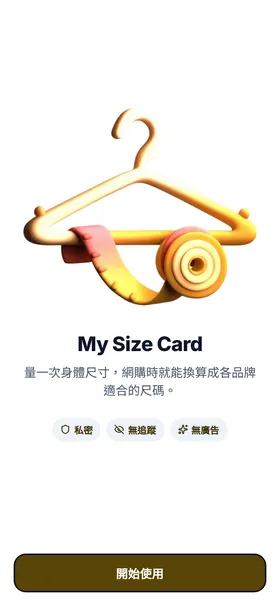 My Size Card
量一次身體尺寸，網購時就能換算成各品牌
適合的尺碼。
私密
無追蹤
無廣告
開始使用